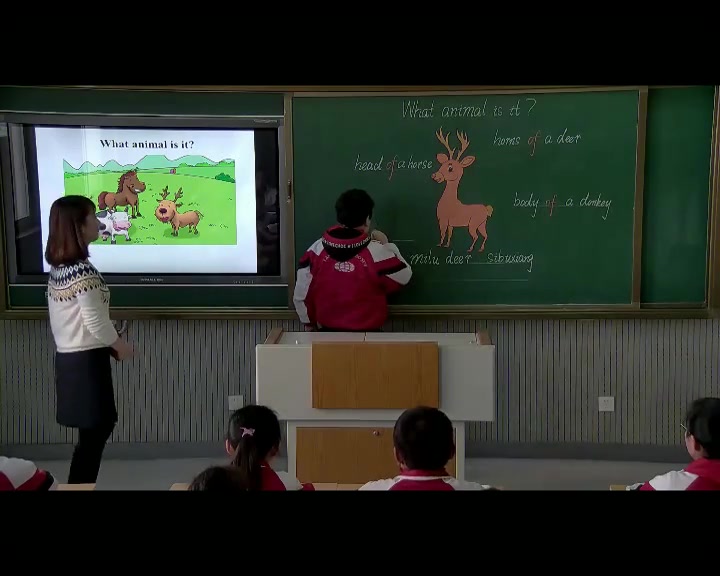 What animal is it?
What animal is it?
horns of a deer
head of a horse
body of a donkey
milu deer sibuxiang